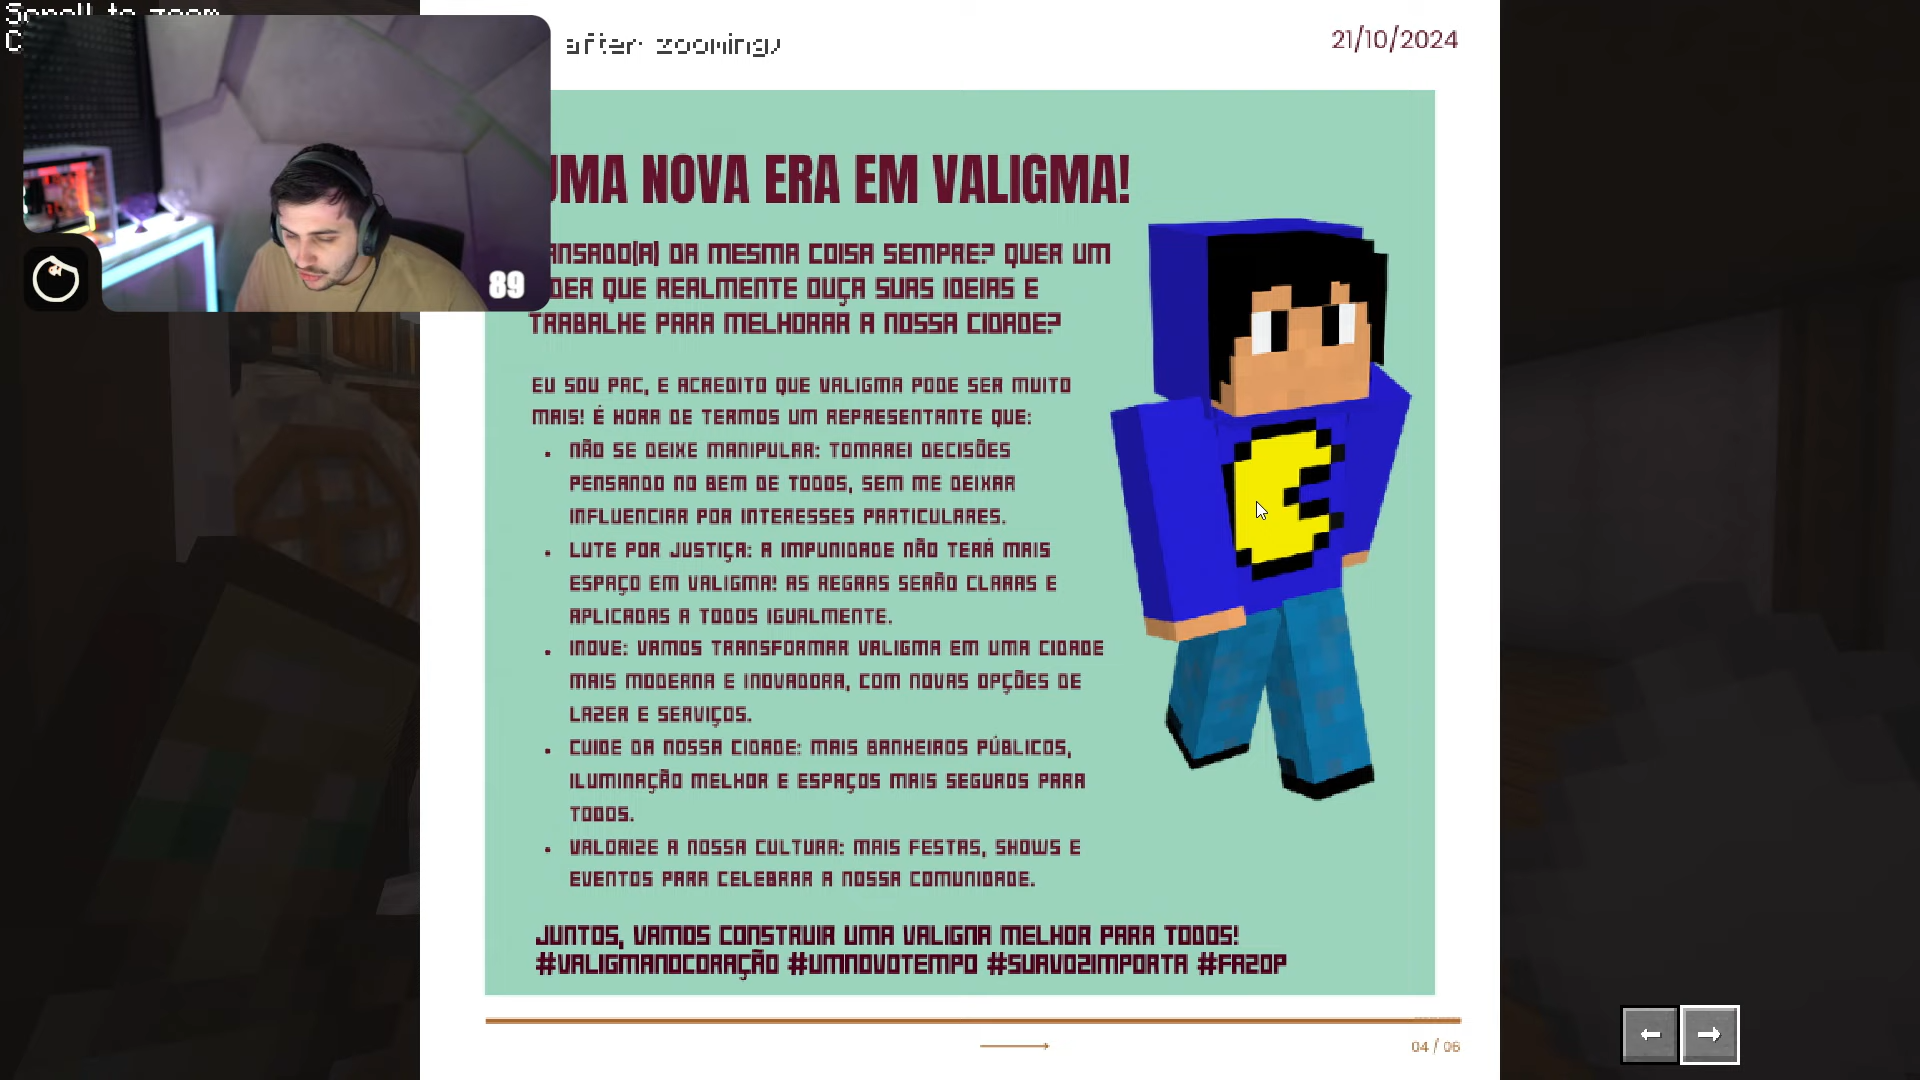 Scroll to zoom
after zooming)
21/10/2024
UMA NOVA ERA EM VALIGMA!
ANSADO(A) DA MESMA COISA SEMPRE? QUER UM
DER QUE REALMENTE OUÇA SUAS IDEIAS E
TRABALHE PARA MELHORAR A NOSSA CIDADE?
EU SOU PAC, E ACREDITO QUE VALIGMA PODE SER MUITO
MAIS! É HORA DE TERMOS UM REPRESENTANTE QUE:
• NÃO SE DEIXE MANIPULAR: TOMAREI DECISÕES
PENSANDO NO BEM DE TODOS, SEM ME DEIXAR
INFLUENCIAR POR INTERESSES PARTICULARES.
• LUTE POR JUSTIÇA: A IMPUNIDADE NÃO TERÁ MAIS
ESPAÇO EM VALIGMA! AS REGRAS SERÃO CLARAS E
APLICADAS A TODOS IGUALMENTE.
• INOVE: VAMOS TRANSFORMAR VALIGMA EM UMA CIDADE
MAIS MODERNA E INOVADORA, COM NOVAS OPÇÕES DE
LAZER E SERVIÇOS.
• CUIDE DA NOSSA CIDADE: MAIS BANHEIROS PÚBLICOS,
ILUMINAÇÃO MELHOR E ESPAÇOS MAIS SEGUROS PARA
TODOS.
• VALORIZE A NOSSA CULTURA: MAIS FESTAS, SHOWS E
EVENTOS PARA CELEBRAR A NOSSA COMUNIDADE.
JUNTOS, VAMOS CONSTRUIR UMA VALIGNA MELHOR PARA TODOS!
#VALIGMANOCORAÇÃO #UMNOVOTEMPO #SUAVOZIMPORTA #FAZOP
04 / 06
89